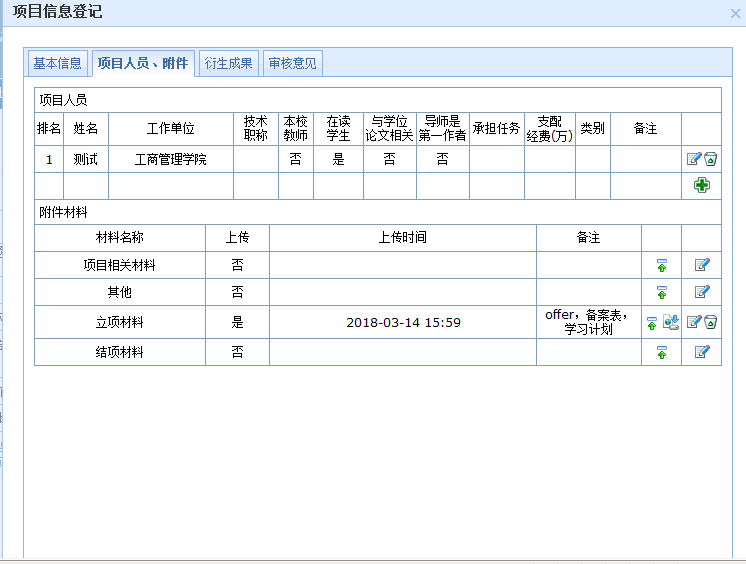 项目信息登记
基本信息 项目人员、附件 衍生成果 审核意见
项目人员
排名 姓名 工作单位 技术职称 本校教师 在读学生 与学位论文相关 导师是第一作者 承担任务 支配经费(万) 类别 备注
1 测试 工商管理学院 否 是 否 否
附件材料
材料名称 上传 上传时间 备注
项目相关材料 否
其他 否
立项材料 是 2018-03-14 15:59 offer，备案表，学习计划
结项材料 否